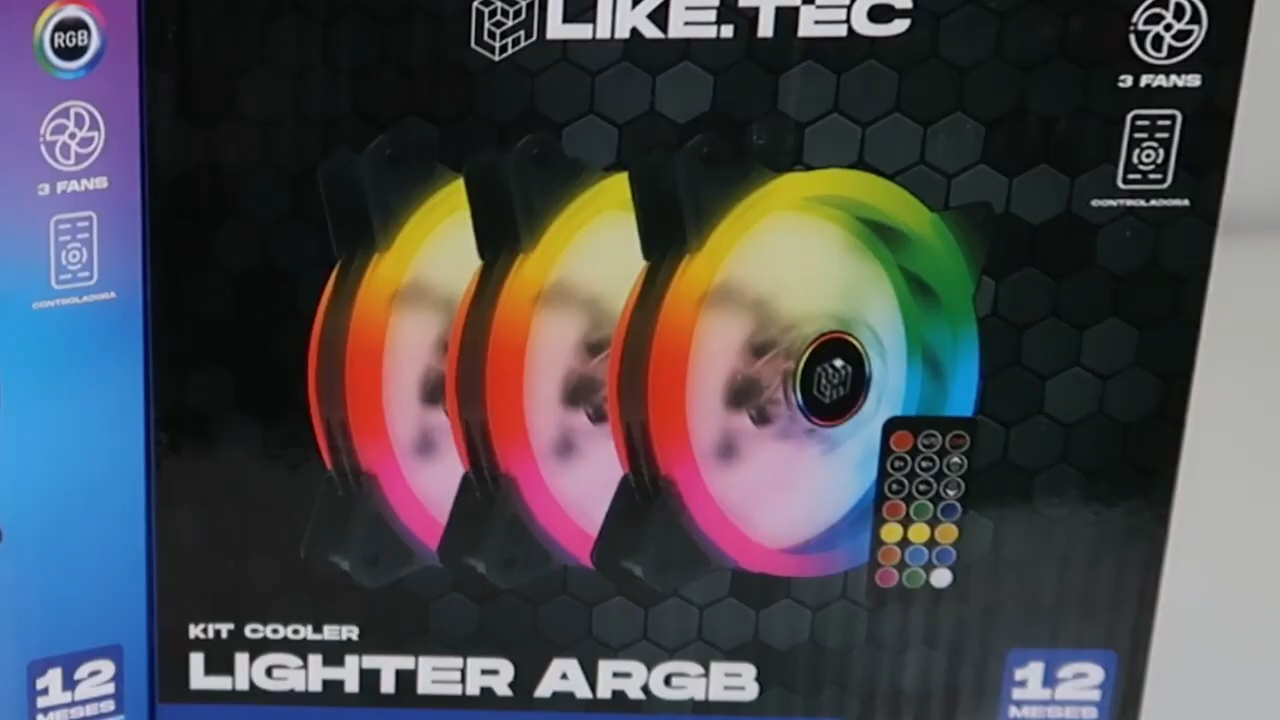 RGB
3 FANS
CONTROLADORA
12
MESES
LIKE.TEC
3 FANS
CONTROLADORA
KIT COOLER
LIGHTER ARGB
12
MESES